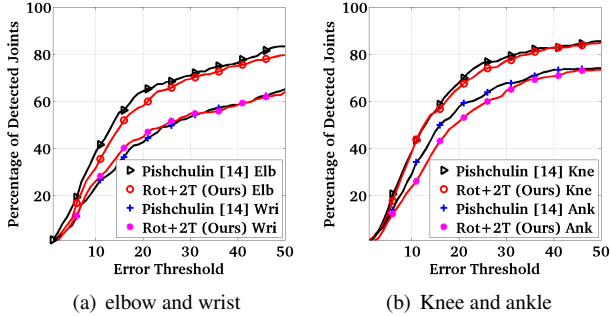 100
80
60
40
20
Percentage of Detected Joints
Pishchulin [14] Elb
Rot+2T (Ours) Elb
Pishchulin [14] Wri
Rot+2T (Ours) Wri
10 20 30 40 50
Error Threshold
(a) elbow and wrist
100
80
60
40
20
Percentage of Detected Joints
Pishchulin [14] Kne
Rot+2T (Ours) Kne
Pishchulin [14] Ank
Rot+2T (Ours) Ank
10 20 30 40 50
Error Threshold
(b) Knee and ankle